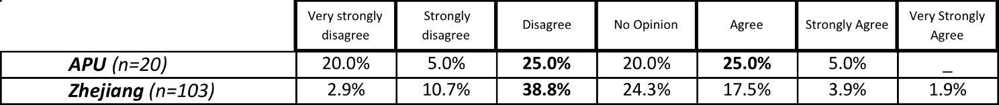 Very strongly disagree Strongly disagree Disagree No Opinion Agree Strongly Agree Very Strongly Agree
APU (n=20) 20.0% 5.0% 25.0% 20.0% 25.0% 5.0% _
Zhejiang (n=103) 2.9% 10.7% 38.8% 24.3% 17.5% 3.9% 1.9%